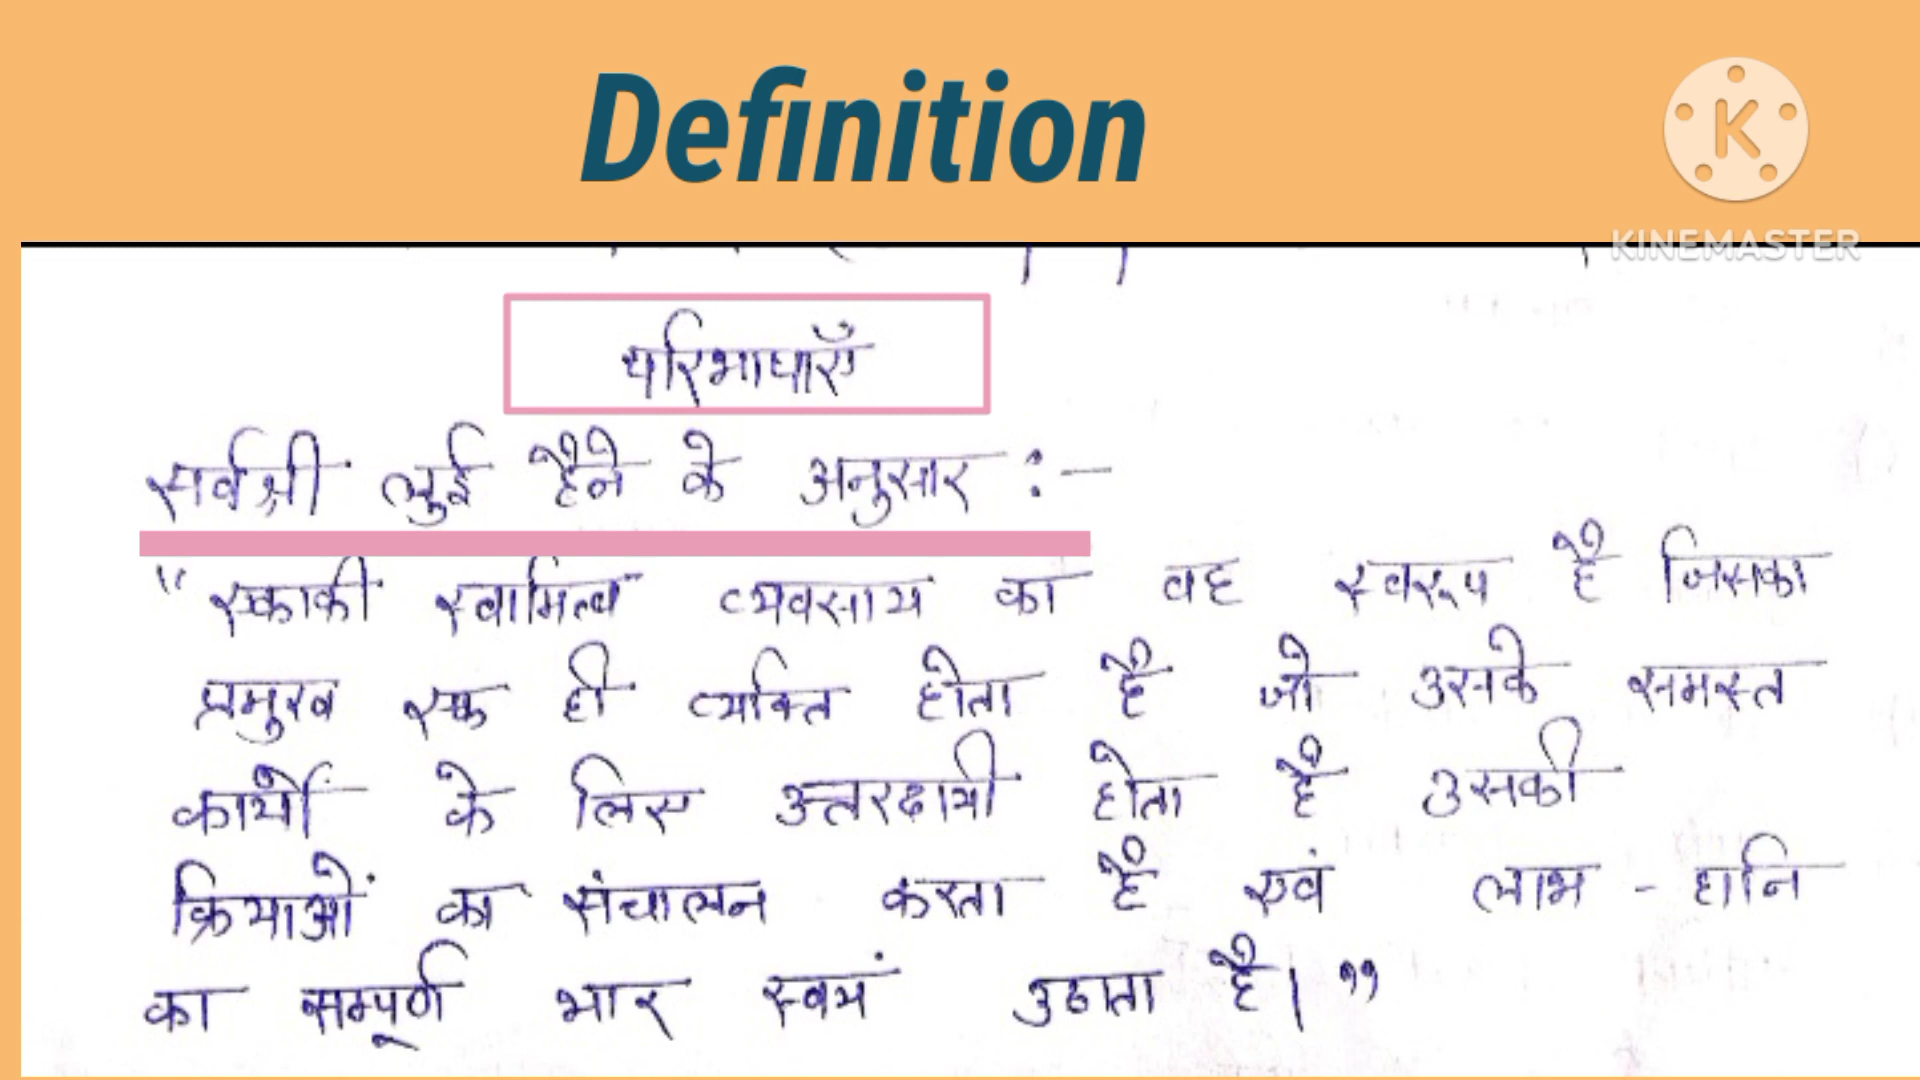 Definition
K
KINEMASTER
परिभाषाएँ
सर्वश्री लुई हैने के अनुसार :-
" एकाकी स्वामित्व व्यवसाय का वह स्वरूप है जिसका
प्रमुख एक ही व्यक्ति होता है जो उसके समस्त
कार्यो के लिए उत्तरदायी होता है उसकी
क्रियाओं का संचालन करता है एवं लाभ - हानि
का सम्पूर्ण भार स्वयं उठाता है। "